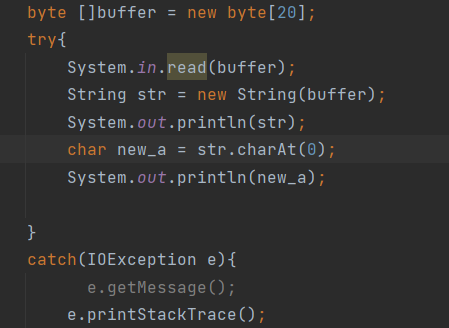 byte []buffer = new byte[20];
try{
System.in.read(buffer);
String str = new String(buffer);
System.out.println(str);
char new_a = str.charAt(0);
System.out.println(new_a);
}
catch(IOException e){
e.getMessage();
e.printStackTrace();